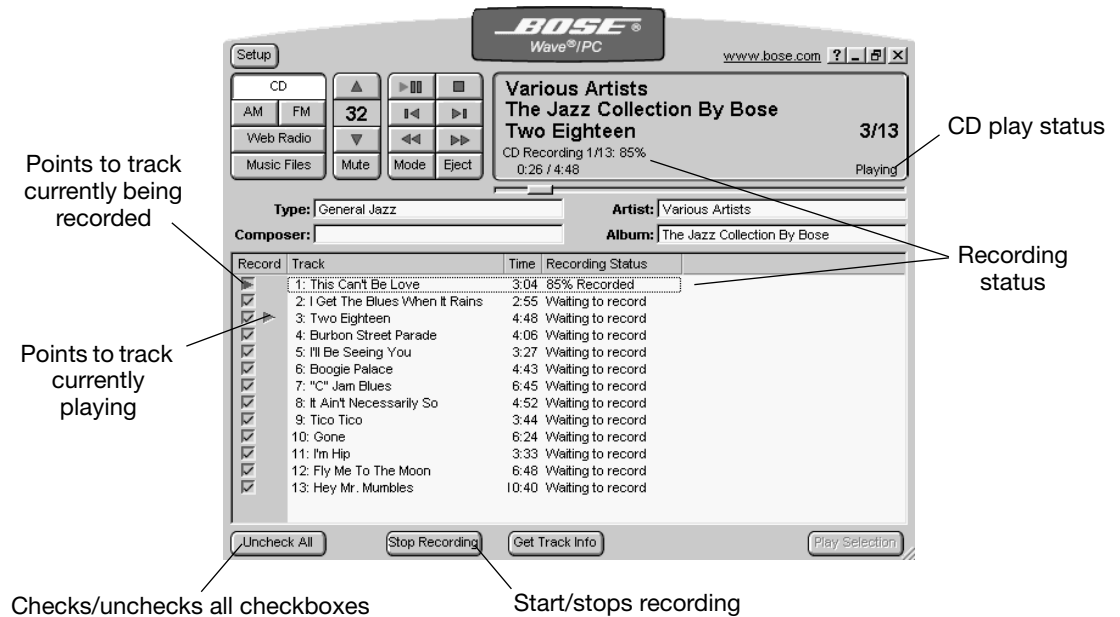 BOSE ®
Wave®/PC
Setup
www.bose.com ?
CD
AM FM
Web Radio
Music Files
32
Mute
Mode Eject
Various Artists
The Jazz Collection By Bose
Two Eighteen 3/13
CD Recording 1/13: 85%
0:26 / 4:48 Playing
CD play status
Points to track
currently being
recorded
Type: General Jazz Artist: Various Artists
Composer: Album: The Jazz Collection By Bose
Recording
status
Record Track Time Recording Status
1: This Can't Be Love 3:04 85% Recorded
2: I Get The Blues When It Rains 2:55 Waiting to record
3: Two Eighteen 4:48 Waiting to record
4: Burbon Street Parade 4:06 Waiting to record
5: I'll Be Seeing You 3:27 Waiting to record
6: Boogie Palace 4:43 Waiting to record
7: "C" Jam Blues 6:45 Waiting to record
8: It Ain't Necessarily So 4:52 Waiting to record
9: Tico Tico 3:44 Waiting to record
10: Gone 6:24 Waiting to record
11: I'm Hip 3:33 Waiting to record
12: Fly Me To The Moon 6:48 Waiting to record
13: Hey Mr. Mumbles 10:40 Waiting to record
Points to track
currently
playing
Uncheck All Stop Recording Get Track Info Play Selection
Checks/unchecks all checkboxes
Start/stops recording